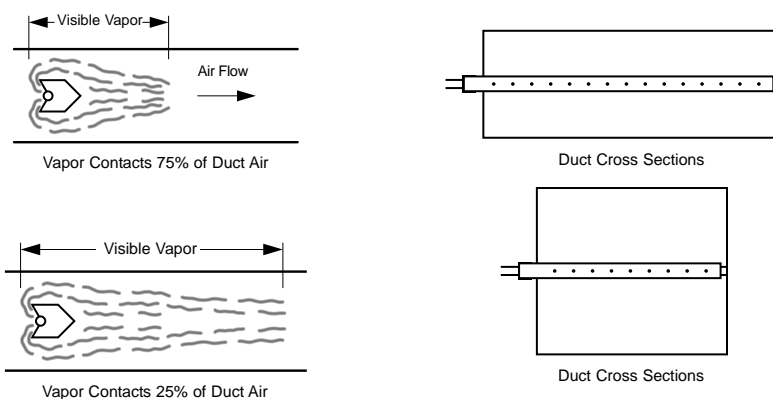 Visible Vapor
Air Flow
Vapor Contacts 75% of Duct Air
Duct Cross Sections
Visible Vapor
Vapor Contacts 25% of Duct Air
Duct Cross Sections